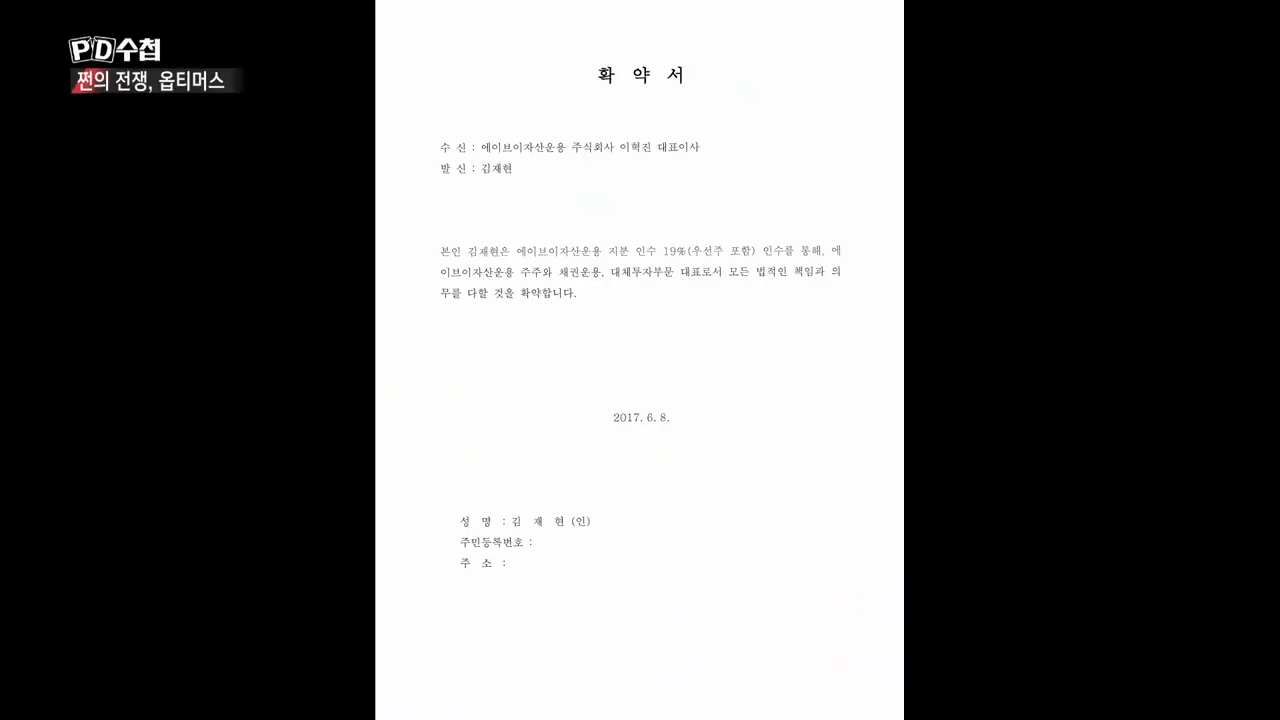 PD수첩
쩐의 전쟁, 옵티머스
확 약 서
수 신 : 에이브이자산운용 주식회사 이혁진 대표이사
발 신 : 김재현
본인 김재현은 에이브이자산운용 지분 인수 19%(우선주 포함) 인수를 통해, 에
이브이자산운용 주주와 채권운용, 대체투자부문 대표로서 모든 법적인 책임과 의
무를 다할 것을 확약합니다.
2017. 6. 8.
성 명 : 김 재 현 (인)
주민등록번호 :
주 소 :